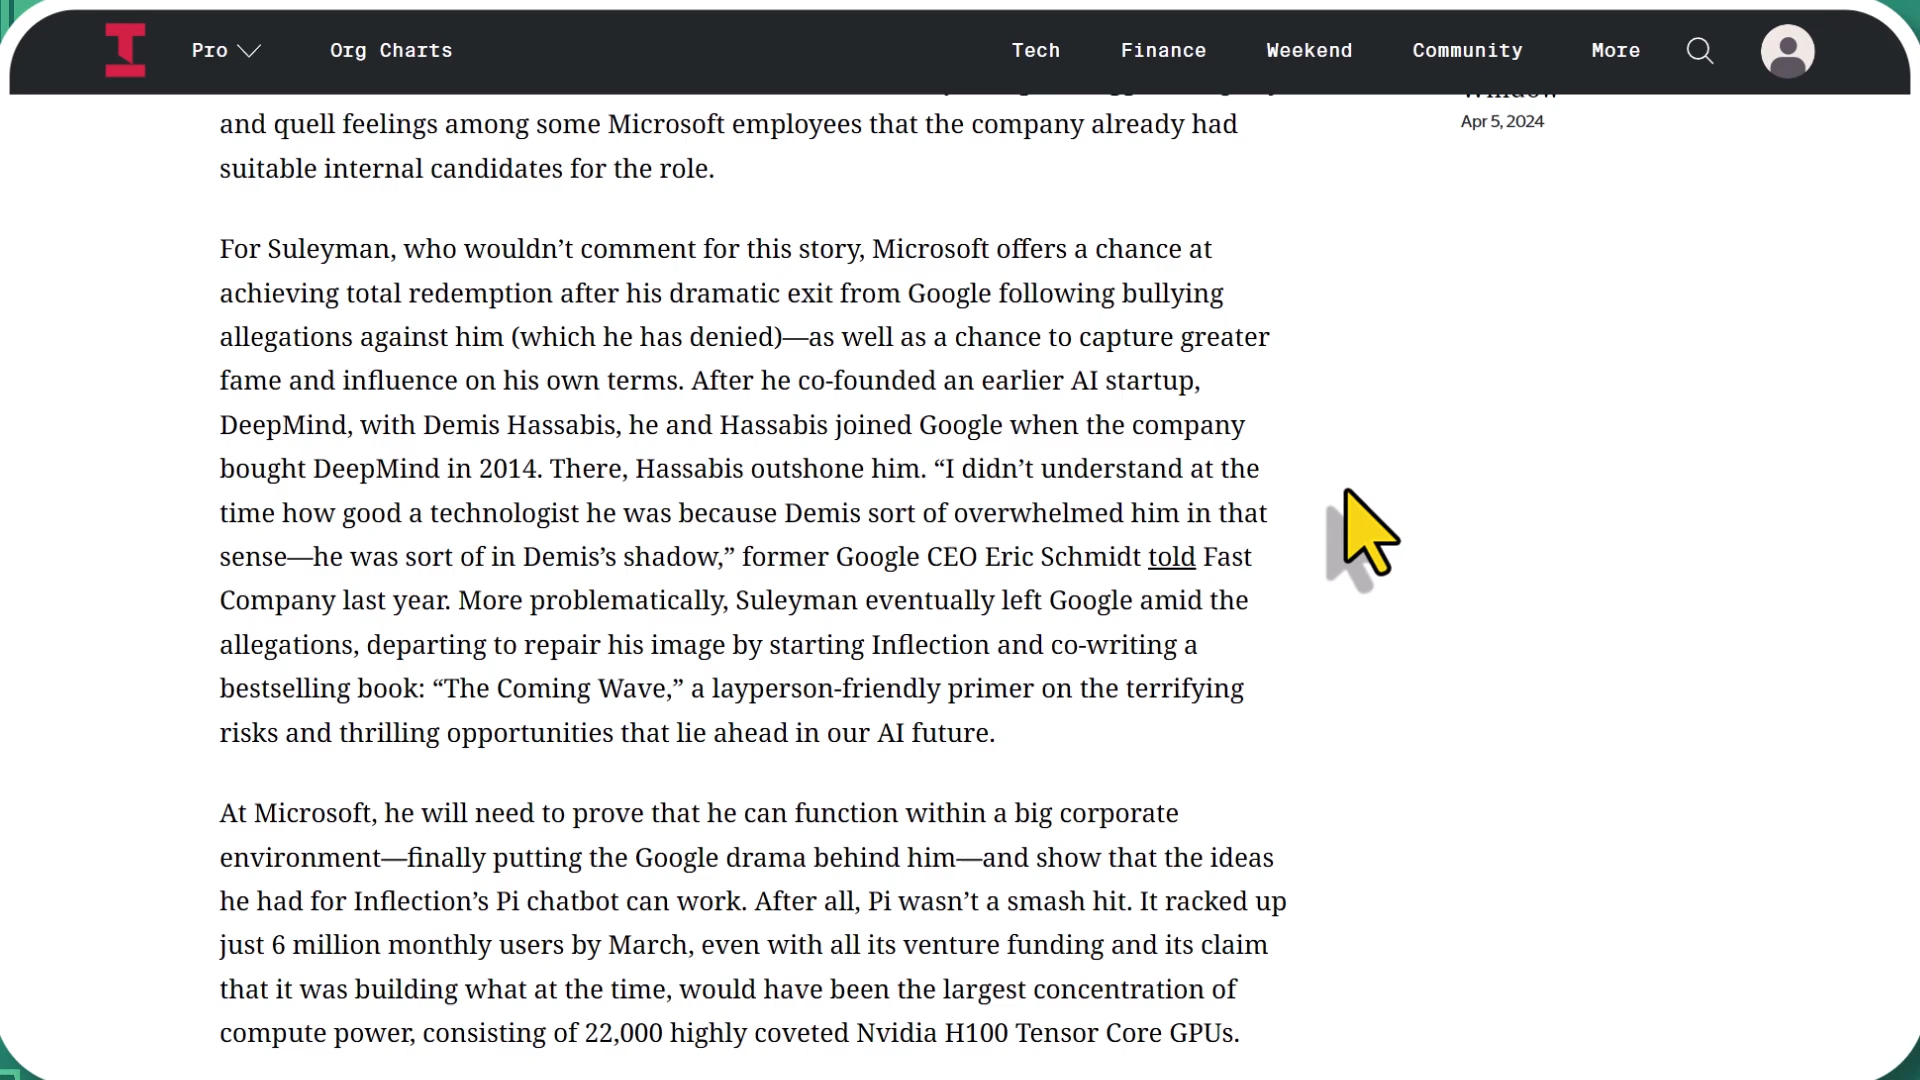 Pro
Org Charts
Tech
Finance
Weekend
Community
More
and quell feelings among some Microsoft employees that the company already had
suitable internal candidates for the role.
For Suleyman, who wouldn’t comment for this story, Microsoft offers a chance at
achieving total redemption after his dramatic exit from Google following bullying
allegations against him (which he has denied)—as well as a chance to capture greater
fame and influence on his own terms. After he co-founded an earlier AI startup,
DeepMind, with Demis Hassabis, he and Hassabis joined Google when the company
bought DeepMind in 2014. There, Hassabis outshone him. “I didn’t understand at the
time how good a technologist he was because Demis sort of overwhelmed him in that
sense—he was sort of in Demis’s shadow,” former Google CEO Eric Schmidt told Fast
Company last year. More problematically, Suleyman eventually left Google amid the
allegations, departing to repair his image by starting Inflection and co-writing a
bestselling book: “The Coming Wave,” a layperson-friendly primer on the terrifying
risks and thrilling opportunities that lie ahead in our AI future.
At Microsoft, he will need to prove that he can function within a big corporate
environment—finally putting the Google drama behind him—and show that the ideas
he had for Inflection’s Pi chatbot can work. After all, Pi wasn’t a smash hit. It racked up
just 6 million monthly users by March, even with all its venture funding and its claim
that it was building what at the time, would have been the largest concentration of
compute power, consisting of 22,000 highly coveted Nvidia H100 Tensor Core GPUs.
Window
Apr 5, 2024